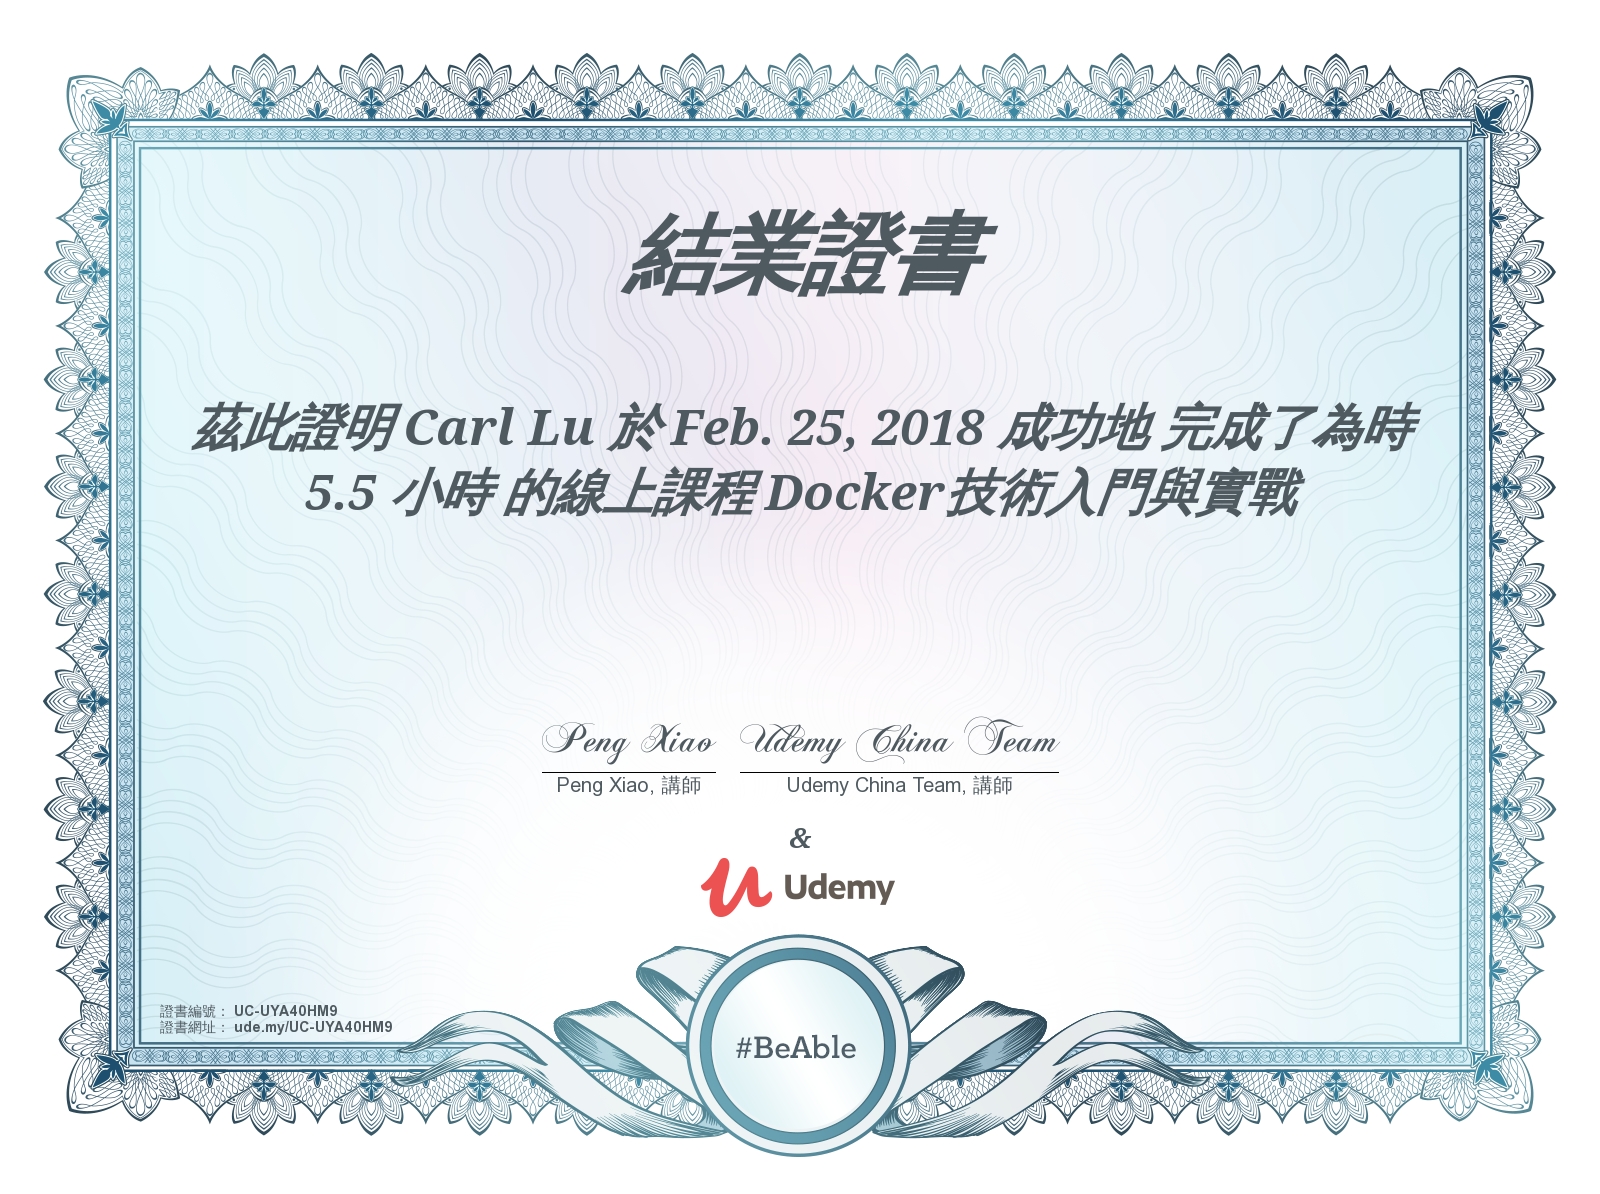 結業證書
茲此證明 Carl Lu 於 Feb. 25, 2018 成功地 完成了為時
5.5 小時 的線上課程 Docker技術入門與實戰
Peng Xiao Udemy China Team
Peng Xiao, 講師 Udemy China Team, 講師
&
Udemy
#BeAble
證書編號： UC-UYA40HM9
證書網址： ude.my/UC-UYA40HM9